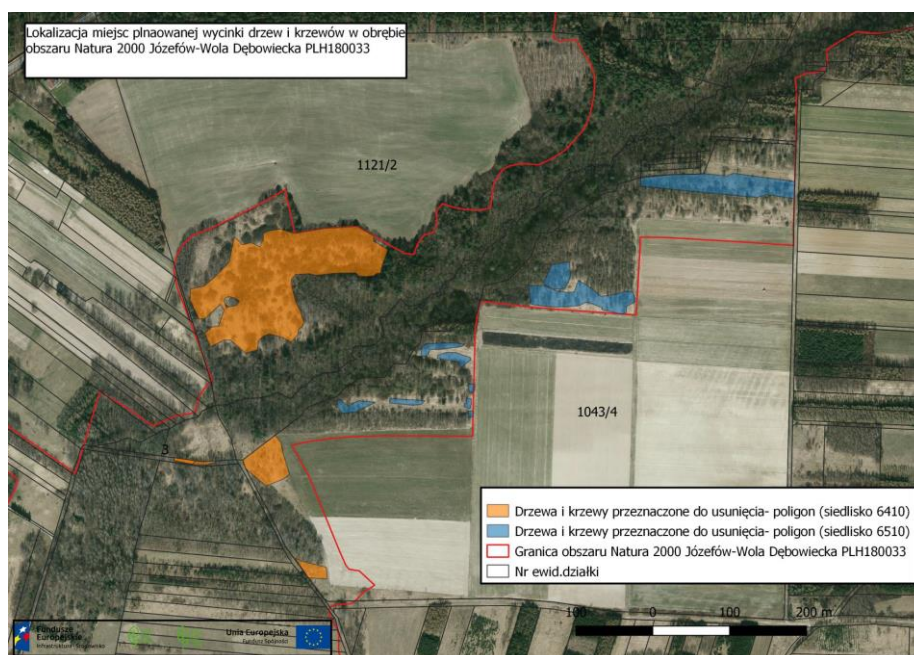 Lokalizacja miejsc plnaowanej wycinki drzew i krzewów w obrębie
obszaru Natura 2000 Józefów-Wola Dębowiecka PLH180033
1121/2
1043/4
3
Drzewa i krzewy przeznaczone do usunięcia- poligon (siedlisko 6410)
Drzewa i krzewy przeznaczone do usunięcia- poligon (siedlisko 6510)
Granica obszaru Natura 2000 Józefów-Wola Dębowiecka PLH180033
Nr ewid.działki
100 0 100 200 m
Fundusze
Europejskie
Unia Europejska
Fundusz Spójności